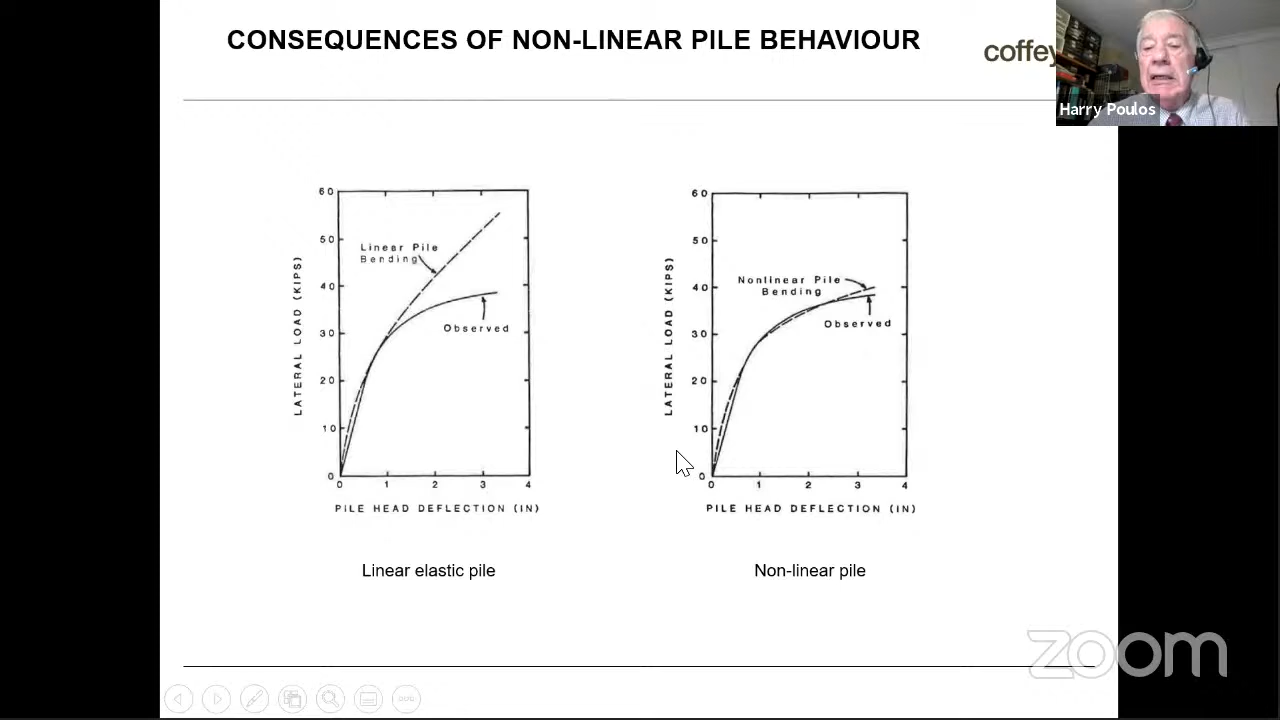 CONSEQUENCES OF NON-LINEAR PILE BEHAVIOUR
coffey
Harry Poulos
60
50
40
30
20
10
0
LATERAL LOAD (KIPS)
Linear Pile
Bending
Observed
0 1 2 3 4
PILE HEAD DEFLECTION (IN)
Linear elastic pile
60
50
40
30
20
10
0
LATERAL LOAD (KIPS)
Nonlinear Pile
Bending
Observed
0 1 2 3 4
PILE HEAD DEFLECTION (IN)
Non-linear pile
zoom